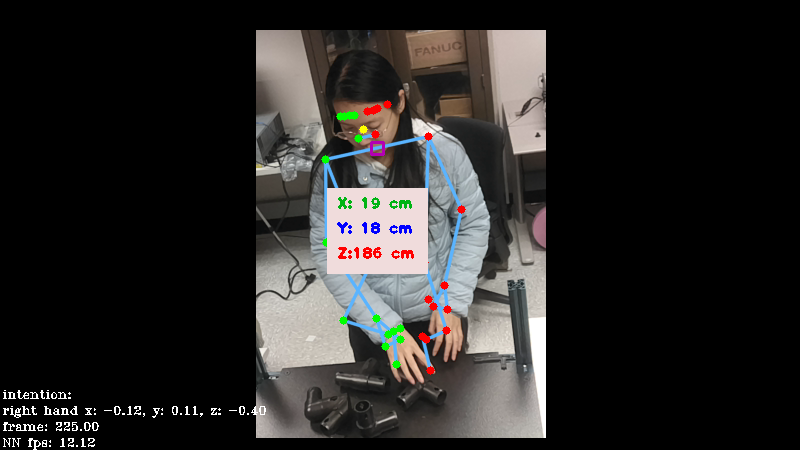 FANUC
X: 19 cm
Y: 18 cm
Z:186 cm
intention:
right hand x: -0.12, y: 0.11, z: -0.40
frame: 225.00
NN fps: 12.12